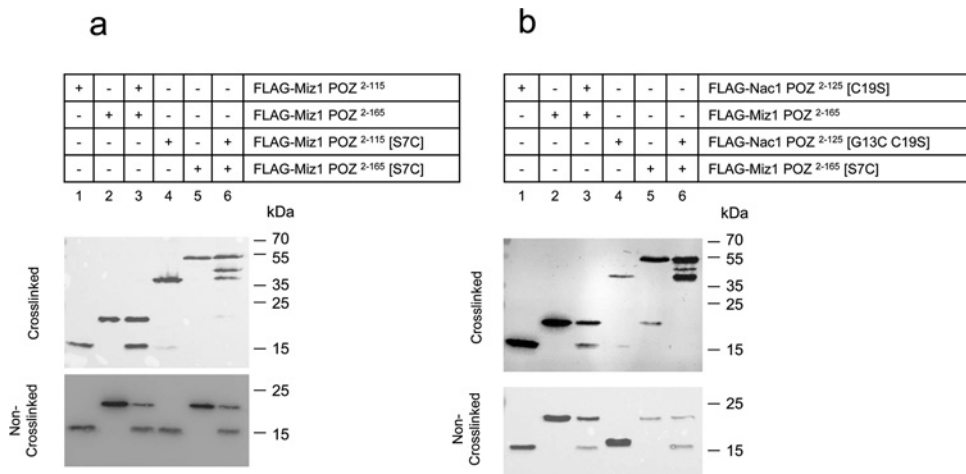 a
+ - + - - - FLAG-Miz1 POZ 2-115
- + + - - - FLAG-Miz1 POZ 2-165
- - - + - + FLAG-Miz1 POZ 2-115 [S7C]
- - - - + + FLAG-Miz1 POZ 2-165 [S7C]
1 2 3 4 5 6
kDa
Crosslinked
70
55
35
25
15
Non-
Crosslinked
25
15
b
+ - + - - - FLAG-Nac1 POZ 2-125 [C19S]
- + + - - - FLAG-Miz1 POZ 2-165
- - - + - + FLAG-Nac1 POZ 2-125 [G13C C19S]
- - - - + + FLAG-Miz1 POZ 2-165 [S7C]
1 2 3 4 5 6
kDa
Crosslinked
70
55
35
25
15
Non-
Crosslinked
25
15